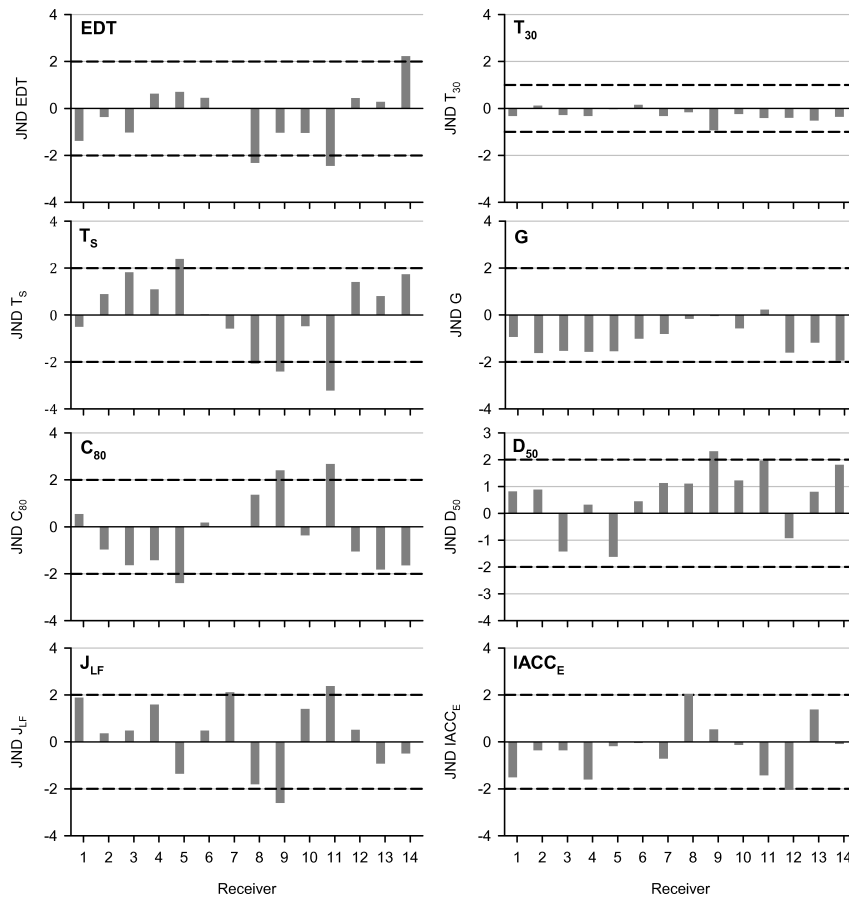 4
EDT
2
0
-2
-4
JND EDT
4
T30
2
0
-2
-4
JND T30
4
TS
2
0
-2
-4
JND TS
4
G
2
0
-2
-4
JND G
4
C80
2
0
-2
-4
JND C80
3
D50
2
1
0
-1
-2
-3
-4
JND D50
4
JLF
2
0
-2
-4
JND JLF
1 2 3 4 5 6 7 8 9 10 11 12 13 14
Receiver
4
IACCE
2
0
-2
-4
JND IACCE
1 2 3 4 5 6 7 8 9 10 11 12 13 14
Receiver